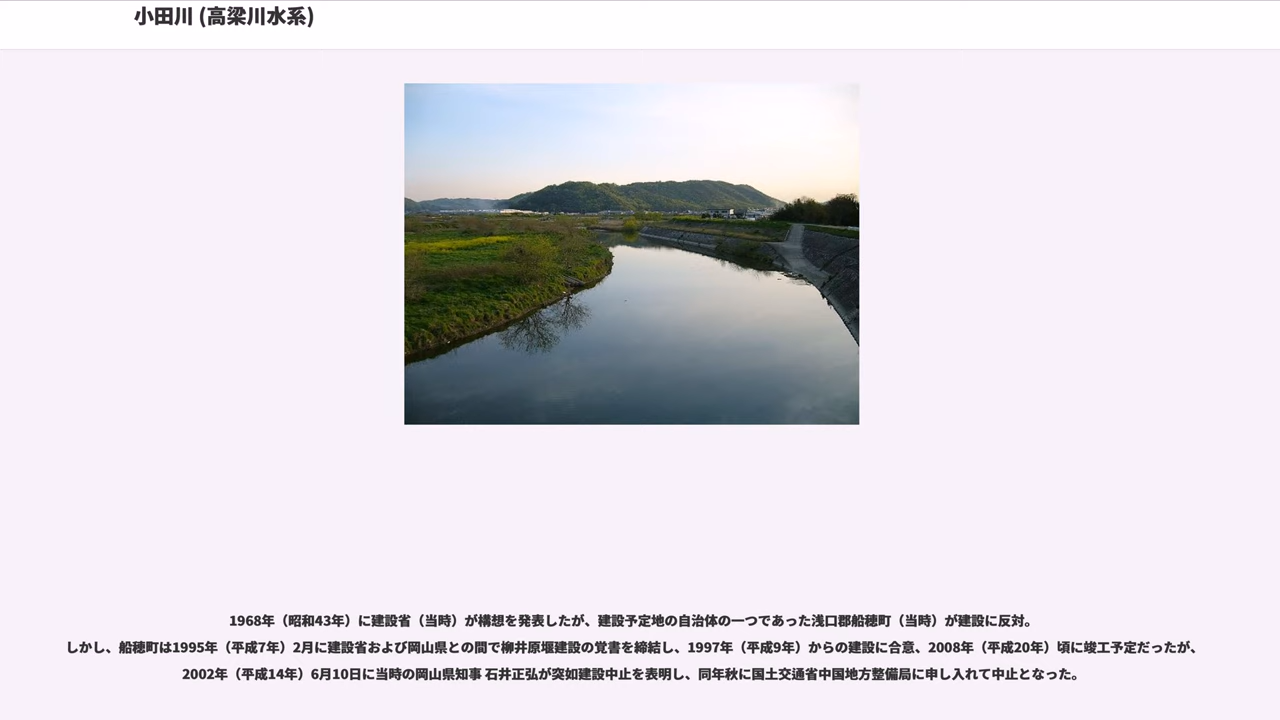 小田川 (高梁川水系)
1968年（昭和43年）に建設省（当時）が構想を発表したが、建設予定地の自治体の一つであった浅口郡船穂町（当時）が建設に反対。
しかし、船穂町は1995年（平成7年）2月に建設省および岡山県との間で柳井原堰建設の覚書を締結し、1997年（平成9年）からの建設に合意、2008年（平成20年）頃に竣工予定だったが、
2002年（平成14年）6月10日に当時の岡山県知事 石井正弘が突如建設中止を表明し、同年秋に国土交通省中国地方整備局に申し入れて中止となった。